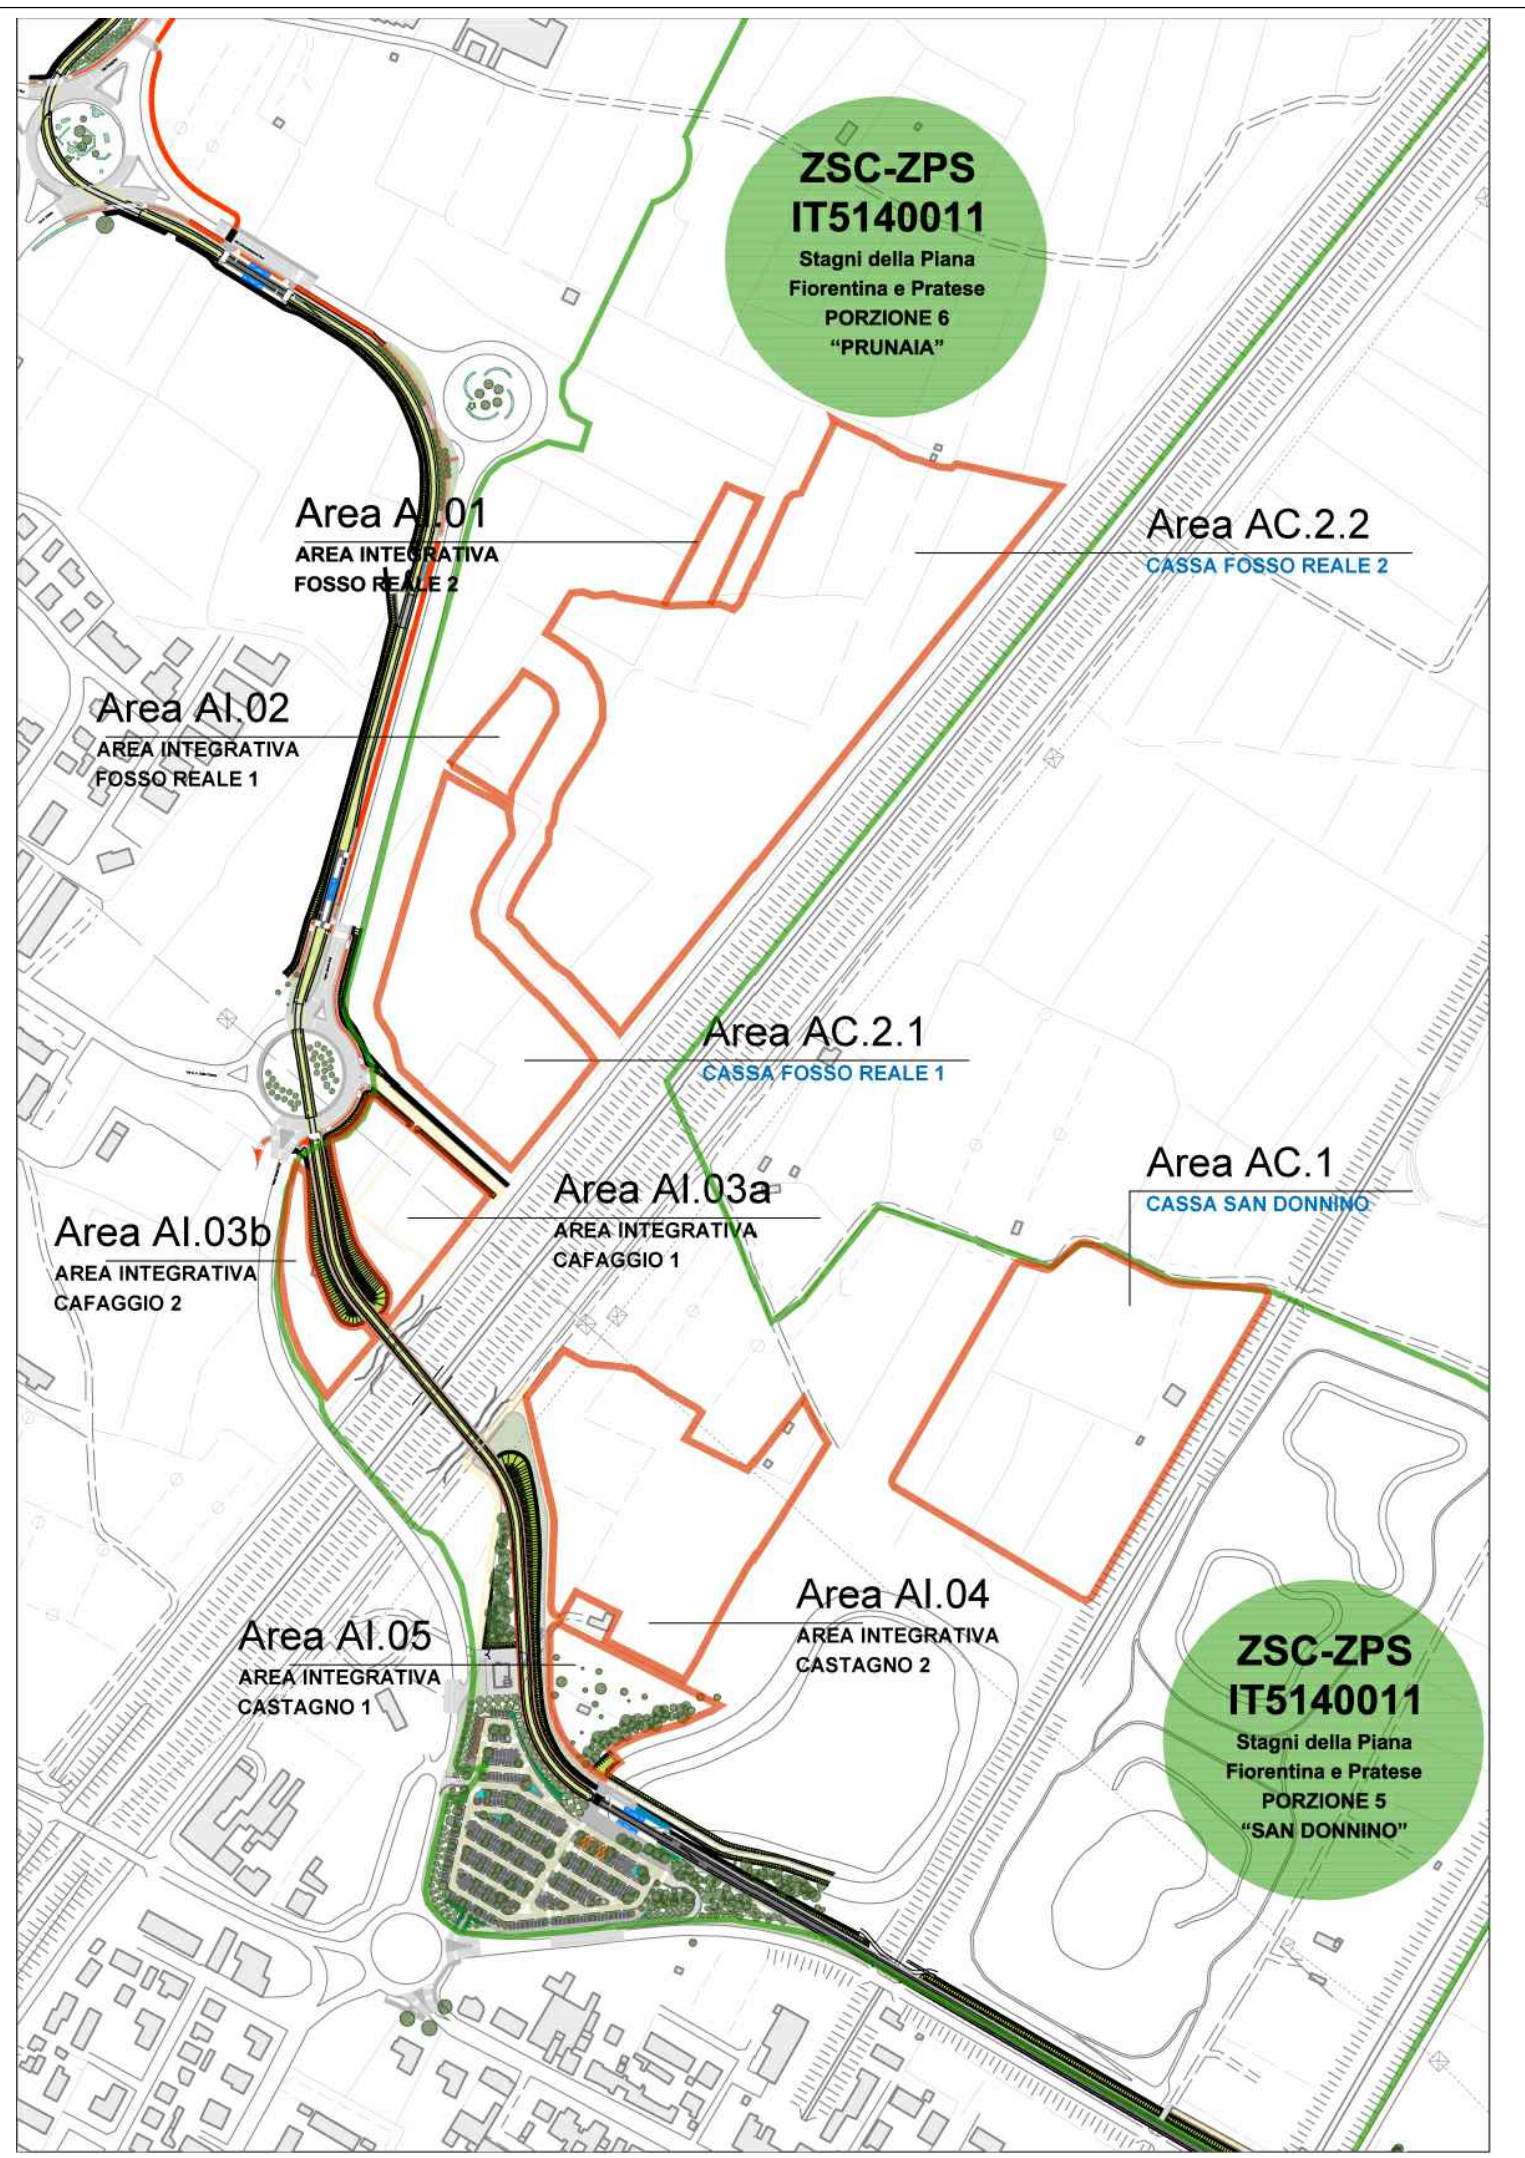 ZSC-ZPS
IT5140011
Stagni della Piana
Fiorentina e Pratese
PORZIONE 6
“PRUNAIA”
Area AI.01
AREA INTEGRATIVA
FOSSO REALE 2
Area AC.2.2
CASSA FOSSO REALE 2
Area AI.02
AREA INTEGRATIVA
FOSSO REALE 1
Area AC.2.1
CASSA FOSSO REALE 1
Area AC.1
CASSA SAN DONNINO
Area AI.03a
AREA INTEGRATIVA
CAFAGGIO 1
Area AI.03b
AREA INTEGRATIVA
CAFAGGIO 2
Area AI.04
AREA INTEGRATIVA
CASTAGNO 2
Area AI.05
AREA INTEGRATIVA
CASTAGNO 1
ZSC-ZPS
IT5140011
Stagni della Piana
Fiorentina e Pratese
PORZIONE 5
“SAN DONNINO”